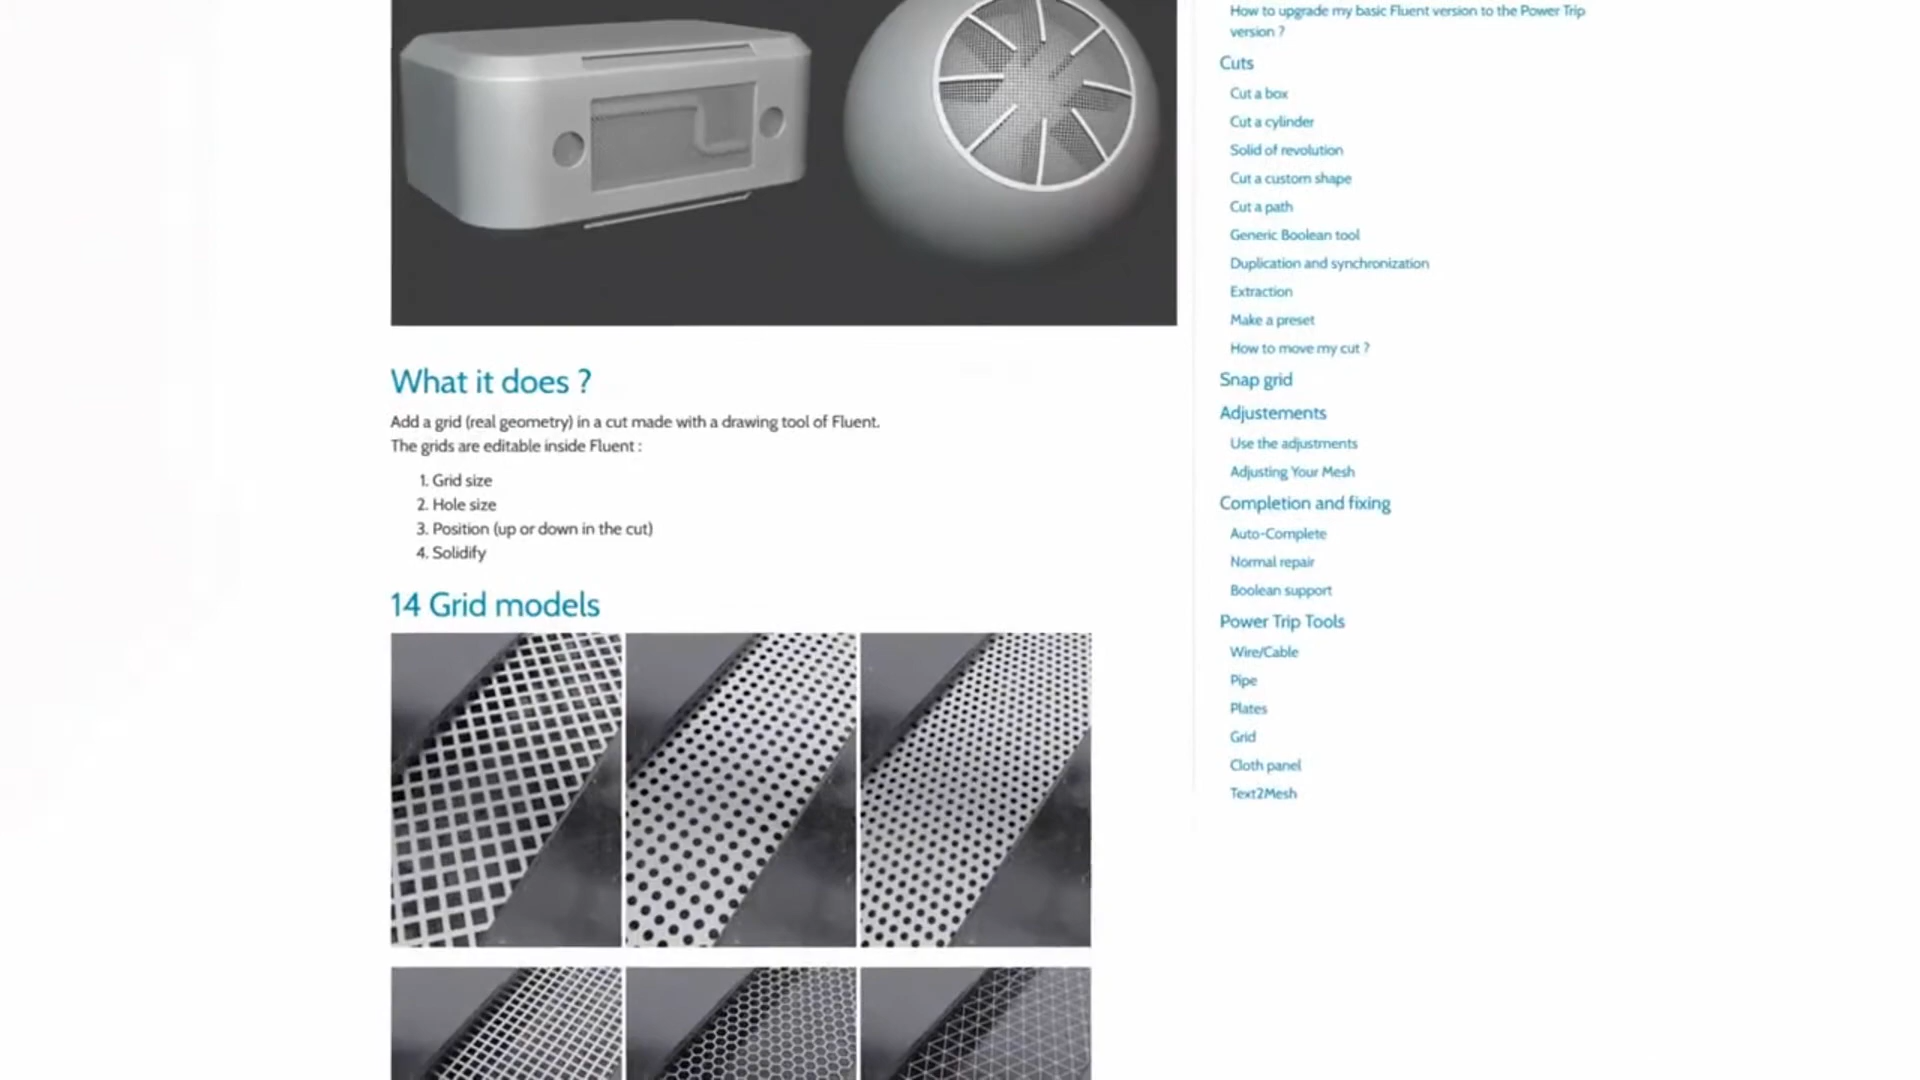 What it does ?
Add a grid (real geometry) in a cut made with a drawing tool of Fluent.
The grids are editable inside Fluent :
1. Grid size
2. Hole size
3. Position (up or down in the cut)
4. Solidify
14 Grid models
How to upgrade my basic Fluent version to the Power Trip
version ?
Cuts
Cut a box
Cut a cylinder
Solid of revolution
Cut a custom shape
Cut a path
Generic Boolean tool
Duplication and synchronization
Extraction
Make a preset
How to move my cut ?
Snap grid
Adjustements
Use the adjustments
Adjusting Your Mesh
Completion and fixing
Auto-Complete
Normal repair
Boolean support
Power Trip Tools
Wire/Cable
Pipe
Plates
Grid
Cloth panel
Text2Mesh